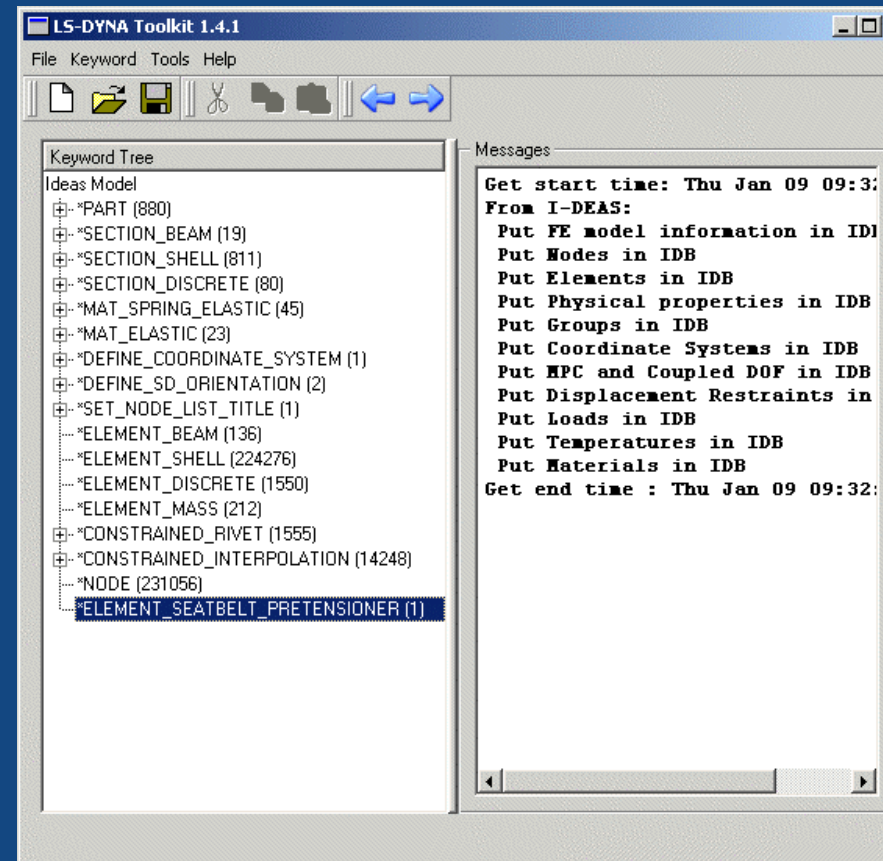 LS-DYNA Toolkit 1.4.1
File Keyword Tools Help
Keyword Tree
Ideas Model
*PART (880)
*SECTION_BEAM (19)
*SECTION_SHELL (811)
*SECTION_DISCRETE (80)
*MAT_SPRING_ELASTIC (45)
*MAT_ELASTIC (23)
*DEFINE_COORDINATE_SYSTEM (1)
*DEFINE_SD_ORIENTATION (2)
*SET_NODE_LIST_TITLE (1)
*ELEMENT_BEAM (136)
*ELEMENT_SHELL (224276)
*ELEMENT_DISCRETE (1550)
*ELEMENT_MASS (212)
*CONSTRAINED_RIVET (1555)
*CONSTRAINED_INTERPOLATION (14248)
*NODE (231056)
*ELEMENT_SEATBELT_PRETENSIONER (1)
Messages
Get start time: Thu Jan 09 09:32
From I-DEAS:
Put FE model information in IDB
Put Nodes in IDB
Put Elements in IDB
Put Physical properties in IDB
Put Groups in IDB
Put Coordinate Systems in IDB
Put MPC and Coupled DOF in IDB
Put Displacement Restraints in
Put Loads in IDB
Put Temperatures in IDB
Put Materials in IDB
Get end time : Thu Jan 09 09:32: